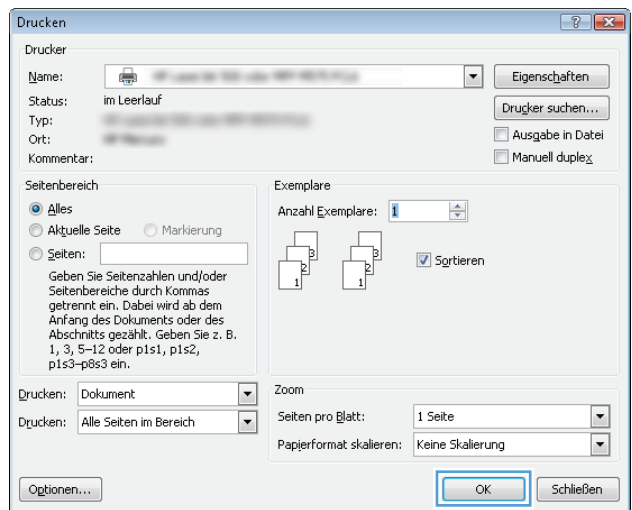 Drucken
Drucker
Name:
Eigenschaften
Status: im Leerlauf
Drucker suchen...
Typ:
Ort:
Ausgabe in Datei
Kommentar:
Manuell duplex
Seitenbereich
Alles
Aktuelle Seite Markierung
Seiten:
Geben Sie Seitenzahlen und/oder
Seitenbereiche durch Kommas
getrennt ein. Dabei wird ab dem
Anfang des Dokuments oder des
Abschnitts gezählt. Geben Sie z. B.
1, 3, 5–12 oder p1s1, p1s2,
p1s3–p8s3 ein.
Exemplare
Anzahl Exemplare: 1
3 3
2 2
1 1
Sortieren
Drucken: Dokument
Drucken: Alle Seiten im Bereich
Zoom
Seiten pro Blatt: 1 Seite
Papierformat skalieren: Keine Skalierung
Optionen...
OK
Schließen